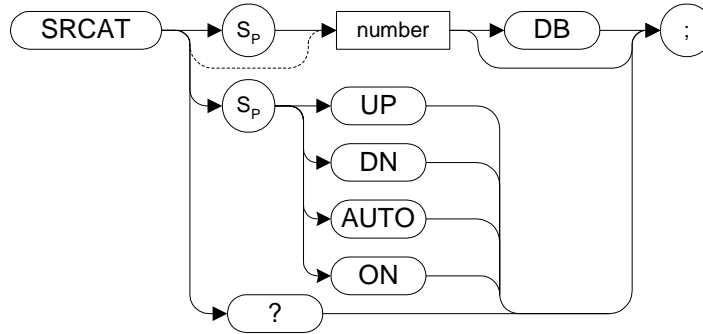 SRCAT SP number DB ;
SP UP
DN
AUTO
ON
?